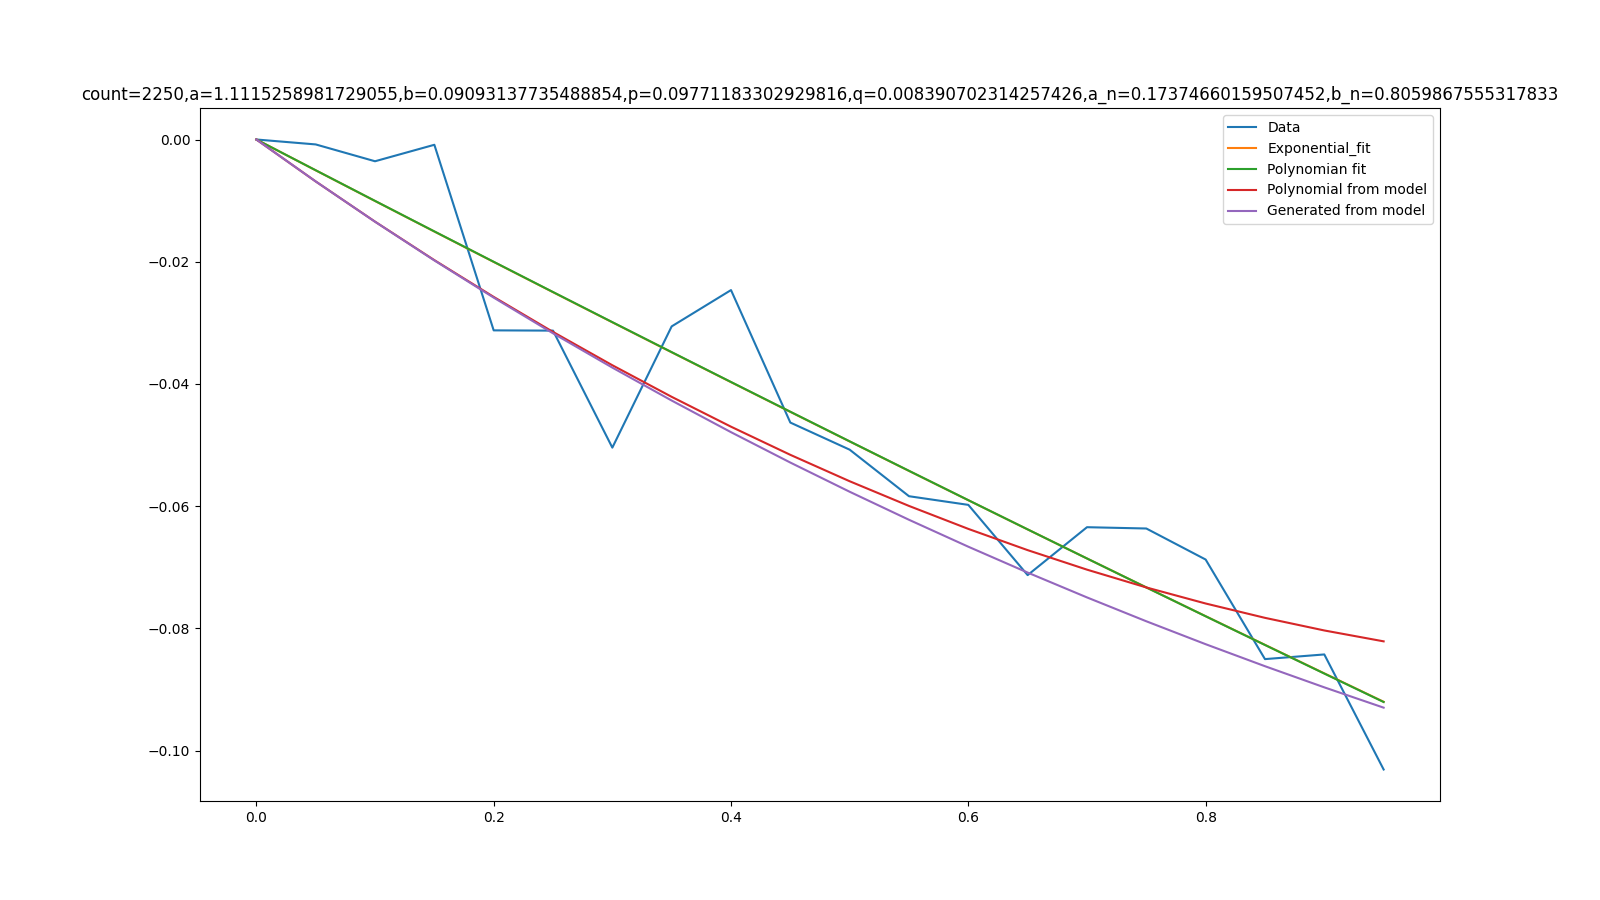 count=2250,a=1.1115258981729055,b=0.09093137735488854,p=0.09771183302929816,q=0.008390702314257426,a_n=0.17374660159507452,b_n=0.8059867555317833
Data
Exponential_fit
Polynomian fit
Polynomial from model
Generated from model
0.00
−0.02
−0.04
−0.06
−0.08
−0.10
0.0 0.2 0.4 0.6 0.8